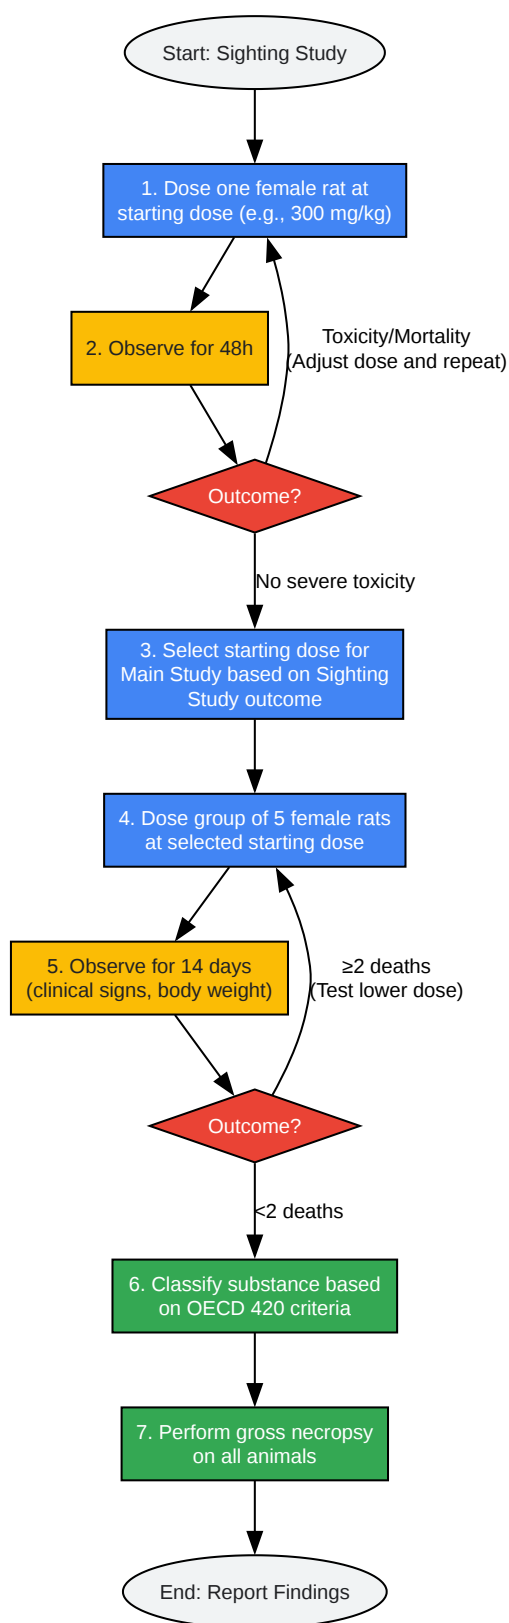 Start: Sighting Study
1. Dose one female rat at
starting dose (e.g., 300 mg/kg)
2. Observe for 48h
Toxicity/Mortality
(Adjust dose and repeat)
Outcome?
No severe toxicity
3. Select starting dose for
Main Study based on Sighting
Study outcome
4. Dose group of 5 female rats
at selected starting dose
5. Observe for 14 days
(clinical signs, body weight)
≥2 deaths
(Test lower dose)
Outcome?
<2 deaths
6. Classify substance based
on OECD 420 criteria
7. Perform gross necropsy
on all animals
End: Report Findings